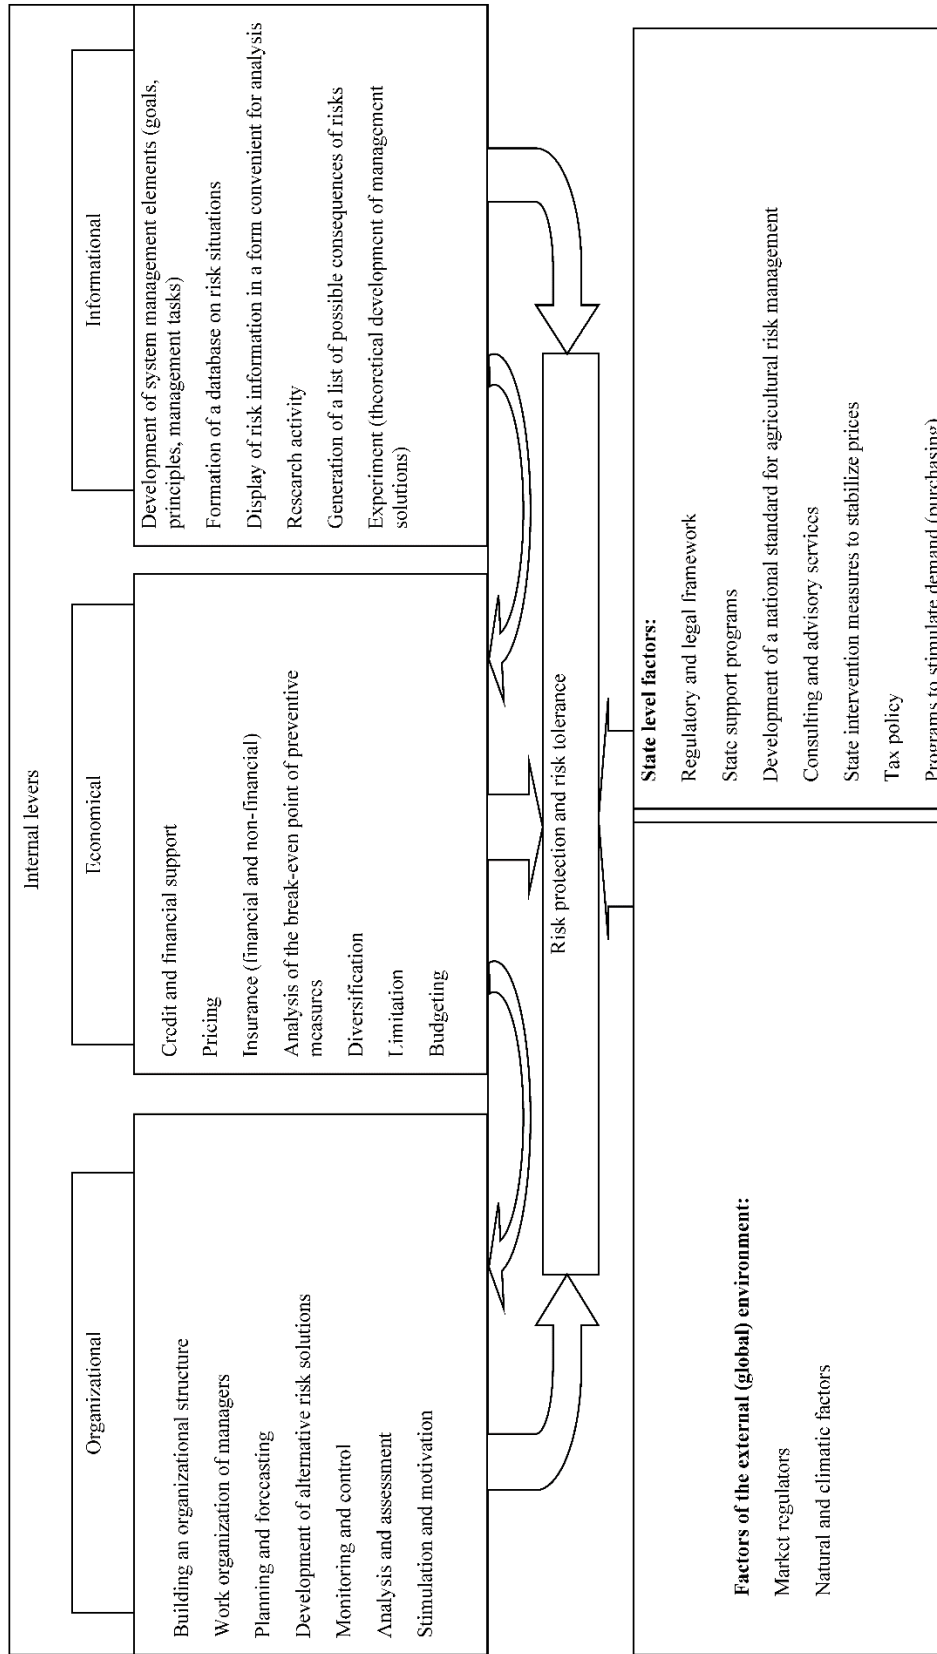 Internal levers
Organizational
Building an organizational structure
Work organization of managers
Planning and forecasting
Development of alternative risk solutions
Monitoring and control
Analysis and assessment
Stimulation and motivation
Economical
Credit and financial support
Pricing
Insurance (financial and non-financial)
Analysis of the break-even point of preventive
measures
Diversification
Limitation
Budgeting
Informational
Development of system management elements (goals,
principles, management tasks)
Formation of a database on risk situations
Display of risk information in a form convenient for analysis
Research activity
Generation of a list of possible consequences of risks
Experiment (theoretical development of management
solutions)
Risk protection and risk tolerance
Factors of the external (global) environment:
Market regulators
Natural and climatic factors
State level factors:
Regulatory and legal framework
State support programs
Development of a national standard for agricultural risk management
Consulting and advisory services
State intervention measures to stabilize prices
Tax policy
Programs to stimulate demand (purchasing)